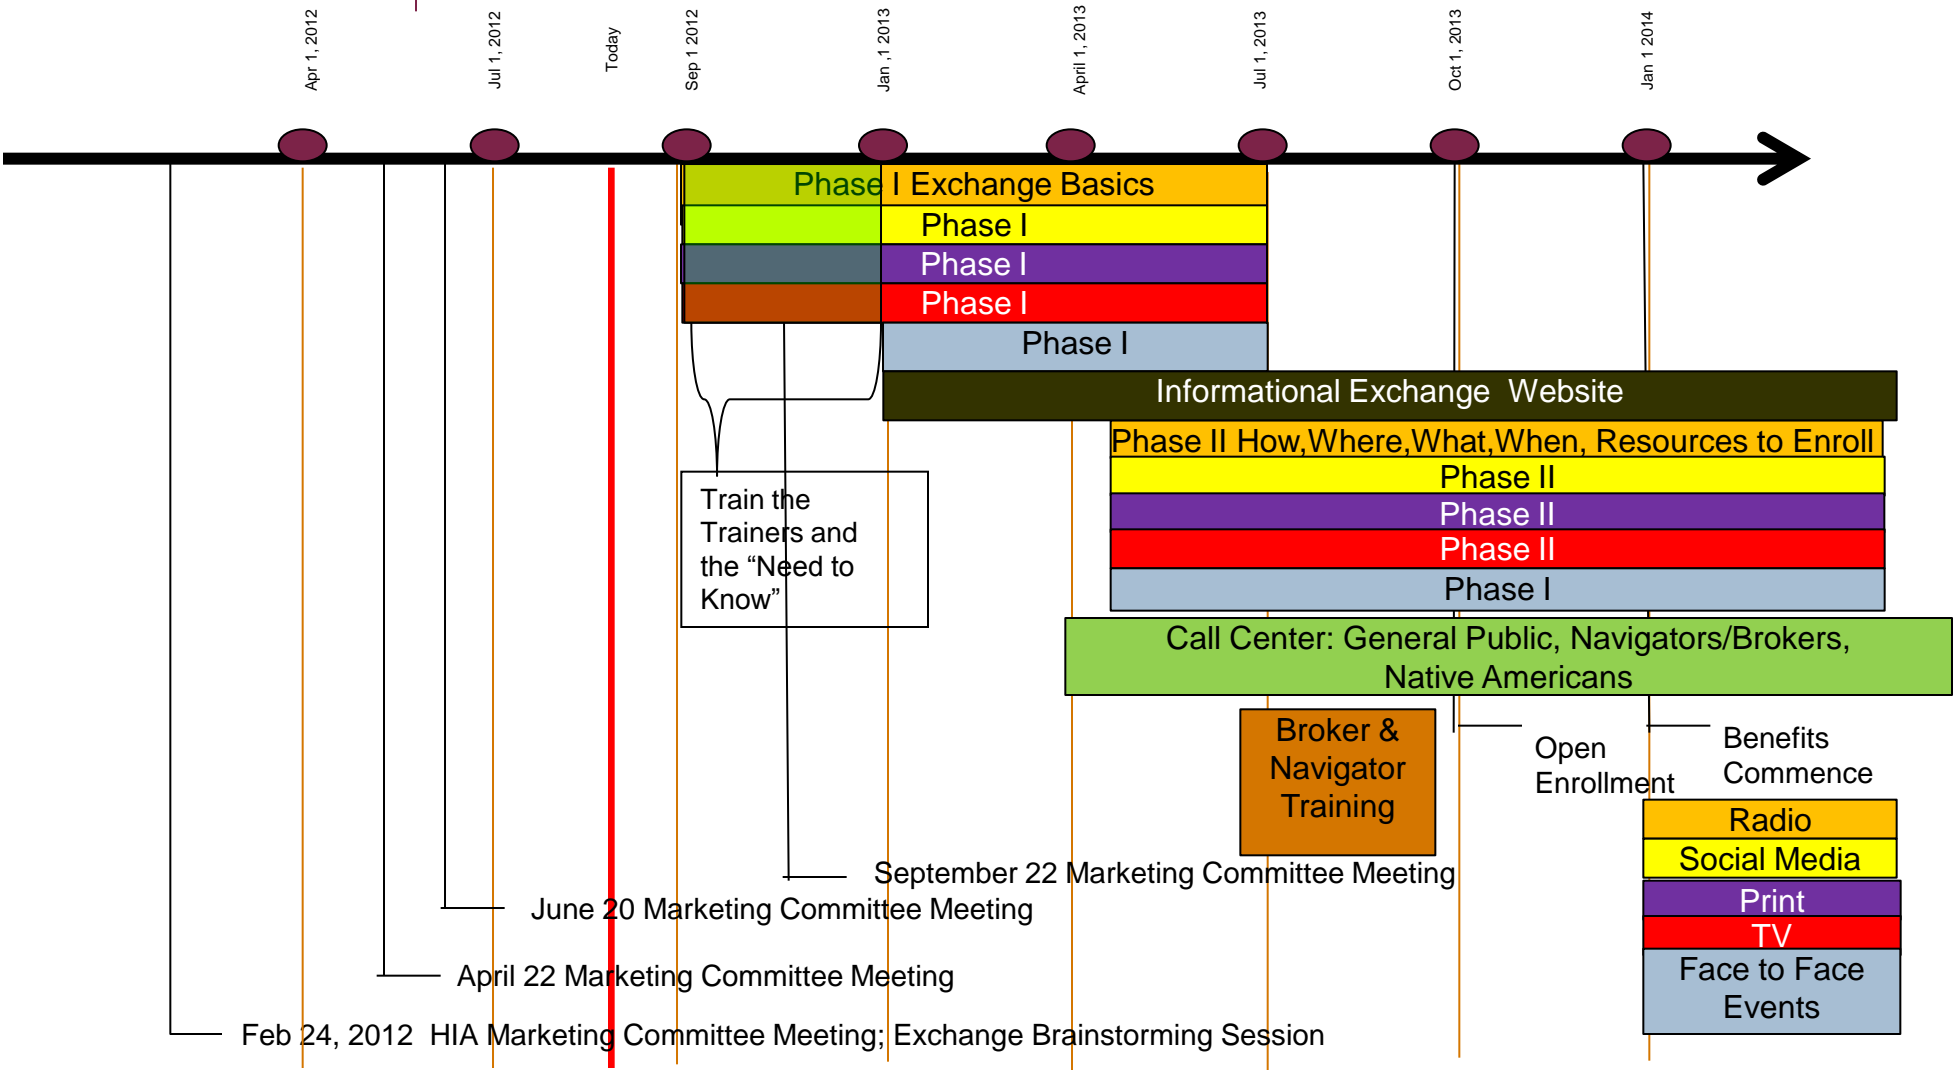 Apr 1, 2012
Jul 1, 2012
Today
Sep 1 2012
Jan ,1 2013
April 1, 2013
Jul 1, 2013
Oct 1, 2013
Jan 1 2014
Phase I Exchange Basics
Phase I
Phase I
Phase I
Phase I
Informational Exchange Website
Phase II How,Where,What,When, Resources to Enroll
Phase II
Phase II
Phase II
Phase I
Train the
Trainers and
the “Need to
Know”
Call Center: General Public, Navigators/Brokers,
Native Americans
Broker &
Navigator
Training
Open
Enrollment
Benefits
Commence
Radio
Social Media
Print
TV
Face to Face
Events
September 22 Marketing Committee Meeting
June 20 Marketing Committee Meeting
April 22 Marketing Committee Meeting
Feb 24, 2012 HIA Marketing Committee Meeting; Exchange Brainstorming Session